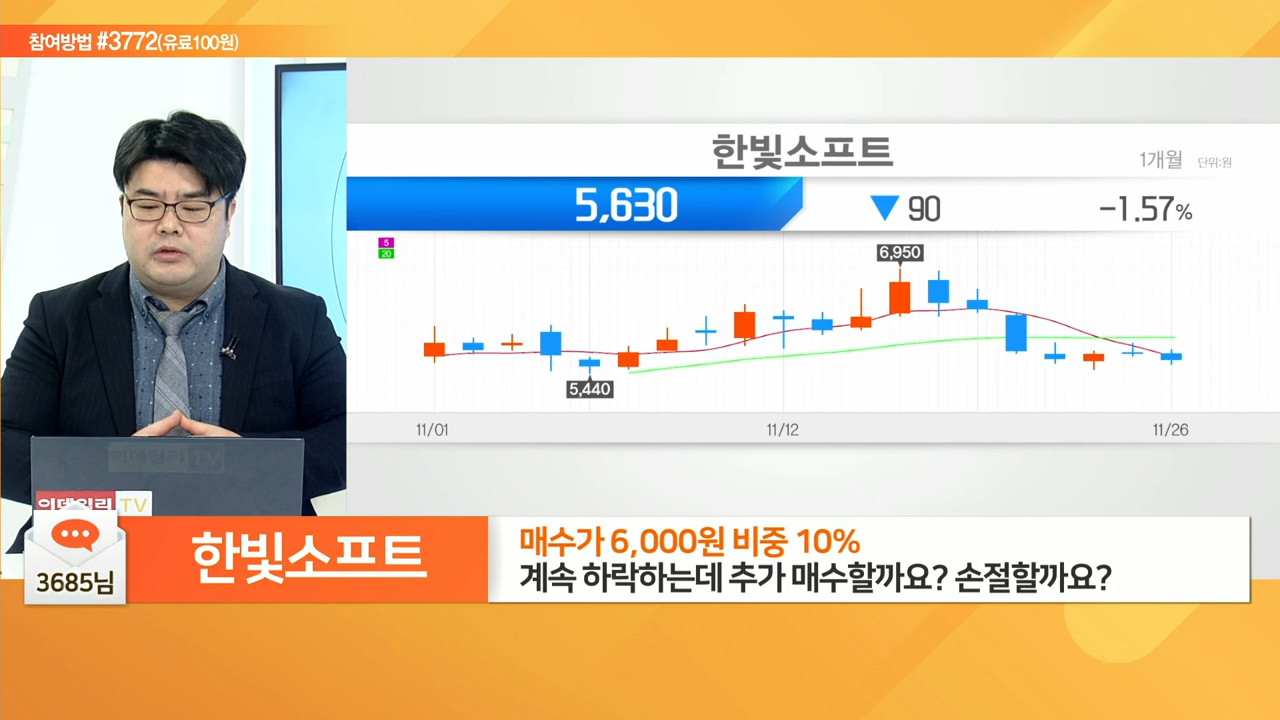 참여방법 #3772(유료100원)
한빛소프트
1개월 단위:원
5,630 ▼ 90 -1.57%
5
20
6,950
5,440
11/01 11/12 11/26
이데일리 TV
3685님
한빛소프트
매수가 6,000원 비중 10%
계속 하락하는데 추가 매수할까요? 손절할까요?